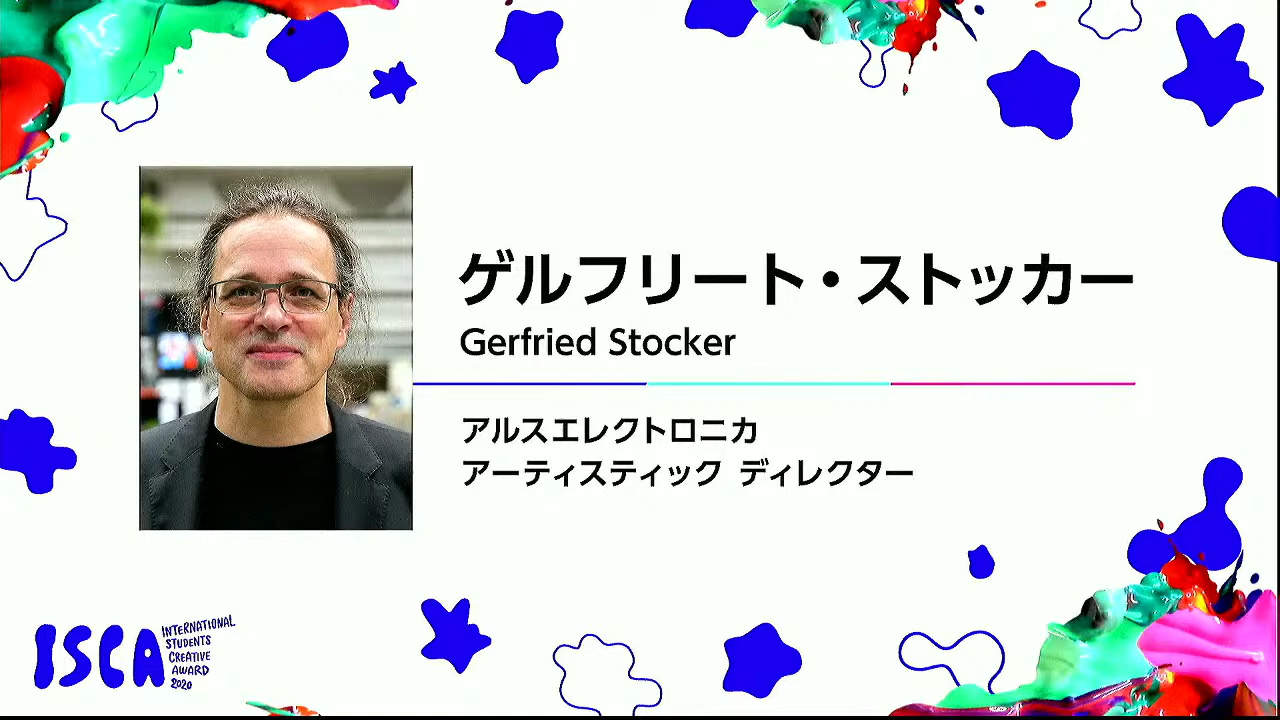 ゲルフリート・ストッカー
Gerfried Stocker
アルスエレクトロニカ
アーティスティック ディレクター
ISCA
INTERNATIONAL
STUDENTS
CREATIVE
AWARD
2020